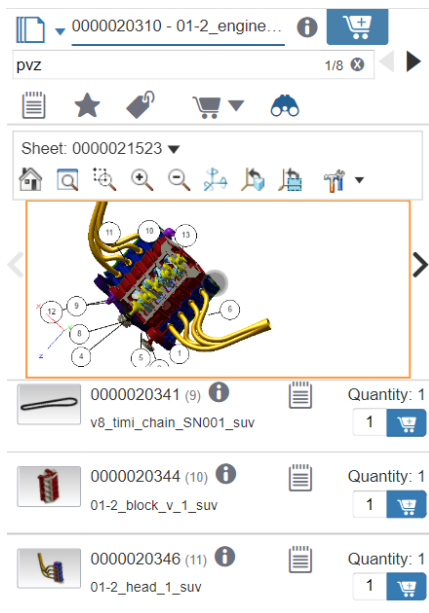 0000020310 - 01-2_engine...
pvz
1/8
Sheet: 0000021523
11
10
13
12
9
8
4
5
1
6
x
z
0000020341 (9)
Quantity: 1
v8_timi_chain_SN001_suv
1
0000020344 (10)
Quantity: 1
01-2_block_v_1_suv
1
0000020346 (11)
Quantity: 1
01-2_head_1_suv
1